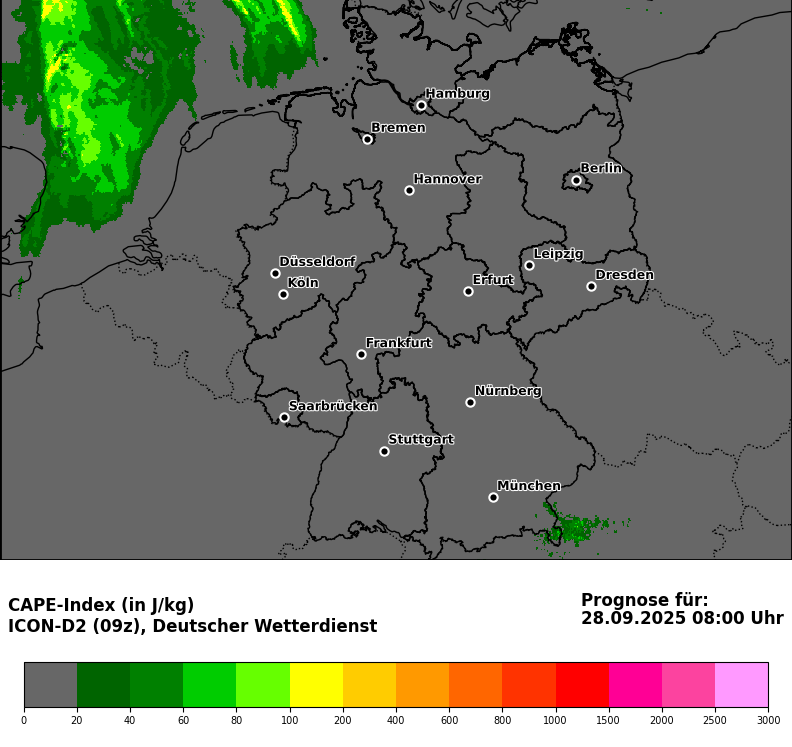 Hamburg
Bremen
Berlin
Hannover
Düsseldorf
Leipzig
Köln
Erfurt
Dresden
Frankfurt
Nürnberg
Saarbrücken
Stuttgart
München
CAPE-Index (in J/kg)
ICON-D2 (09z), Deutscher Wetterdienst
Prognose für:
28.09.2025 08:00 Uhr
0 20 40 60 80 100 200 400 600 800 1000 1500 2000 2500 3000